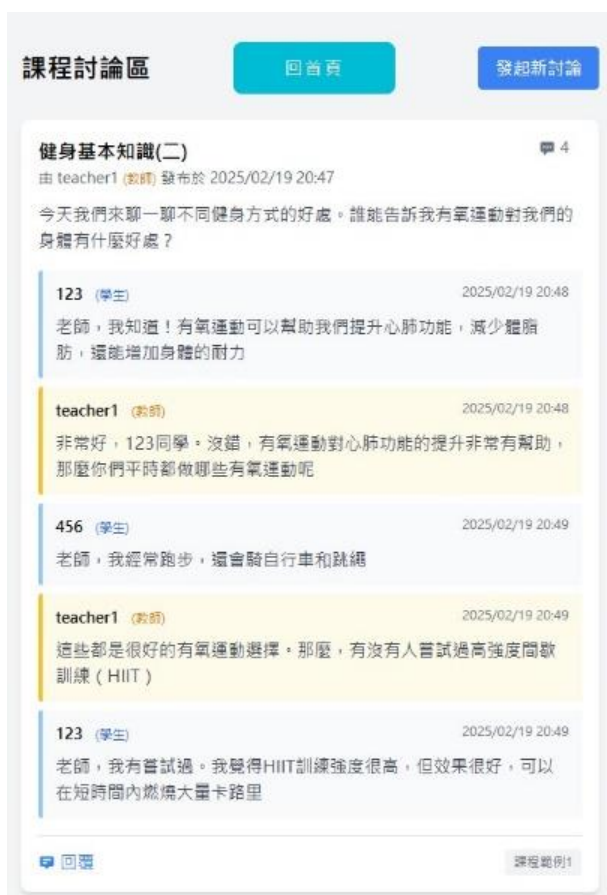 課程討論區
回首頁
發起新討論
健身基本知識(二)
4
由 teacher1 (教師) 發布於 2025/02/19 20:47
今天我們來聊一聊不同健身方式的好處。誰能告訴我有氧運動對我們的
身體有什麼好處？
123 (學生)
2025/02/19 20:48
老師，我知道！有氧運動可以幫助我們提升心肺功能，減少體脂
肪，還能增加身體的耐力
teacher1 (教師)
2025/02/19 20:48
非常好，123同學。沒錯，有氧運動對心肺功能的提升非常有幫助，
那麼你們平時都做哪些有氧運動呢
456 (學生)
2025/02/19 20:49
老師，我經常跑步，還會騎自行車和跳繩
teacher1 (教師)
2025/02/19 20:49
這些都是很好的有氧運動選擇。那麼，有沒有人嘗試過高強度間歇
訓練（HIIT）
123 (學生)
2025/02/19 20:49
老師，我有嘗試過。我覺得HIIT訓練強度很高，但效果很好，可以
在短時間內燃燒大量卡路里
回覆
課程範例1